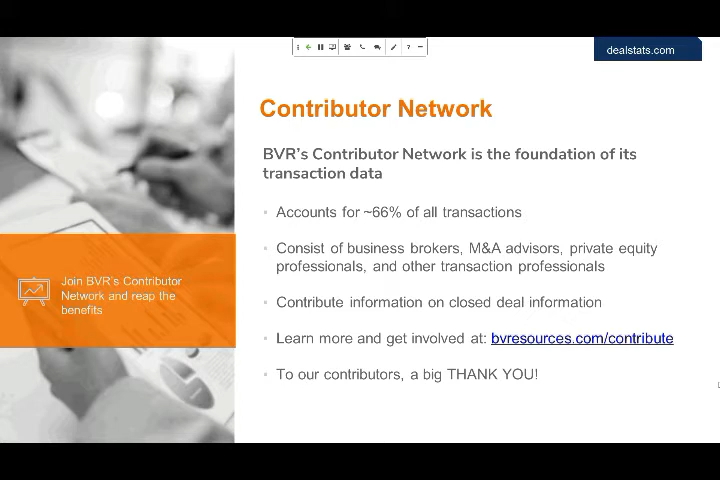 dealstats.com
Contributor Network
BVR's Contributor Network is the foundation of its
transaction data
Accounts for ~66% of all transactions
Consist of business brokers, M&A advisors, private equity
professionals, and other transaction professionals
Contribute information on closed deal information
Learn more and get involved at: bvresources.com/contribute
To our contributors, a big THANK YOU!
Join BVR's Contributor
Network and reap the
benefits